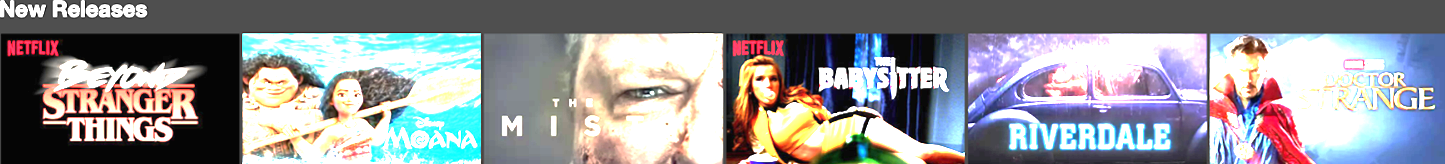 New Releases
NETFLIX
BEYOND
STRANGER
THINGS
Disney
MOANA
THE
MIS
NETFLIX
THE
BABYSITTER
RIVERDALE
DOCTOR
STRANGE